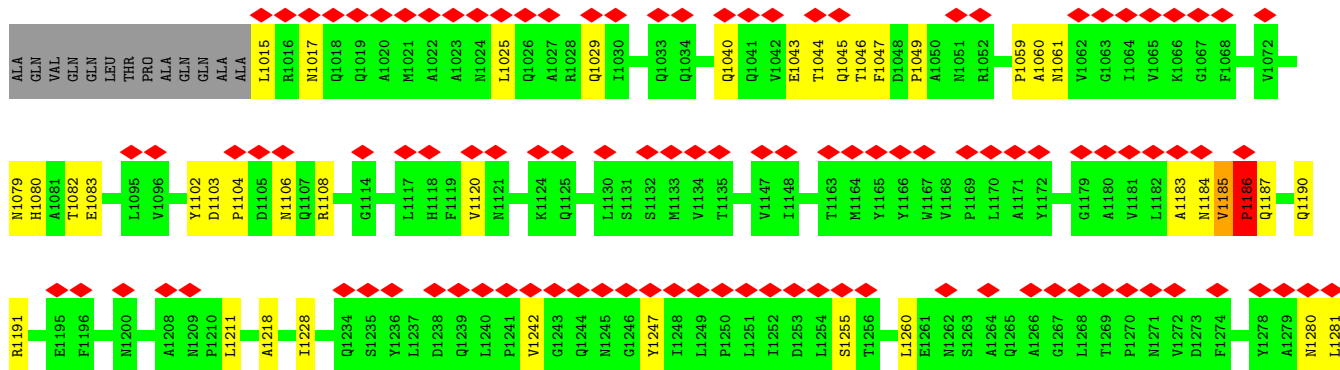 ALA GLN VAL GLN GLN LEU THR PRO ALA GLN GLN ALA ALA L1015 R1016 N1017 Q1018 Q1019 A1020 M1021 A1022 A1023 N1024 L1025 Q1026 A1027 R1028 Q1029 I1030 Q1033 Q1034 Q1040 Q1041 V1042 E1043 T1044 Q1045 T1046 F1047 D1048 P1049 A1050 N1051 R1052 P1059 A1060 N1061 V1062 G1063 I1064 V1065 K1066 G1067 F1068 V1072
N1079 H1080 A1081 T1082 E1083 L1095 V1096 Y1102 D1103 P1104 D1105 N1106 Q1107 R1108 G1114 L1117 H1118 F1119 V1120 N1121 K1124 Q1125 L1130 S1131 S1132 M1133 V1134 T1135 V1147 I1148 T1163 M1164 Y1165 Y1166 W1167 V1168 P1169 L1170 A1171 Y1172 G1179 A1180 V1181 L1182 A1183 N1184 V1185 P1186 Q1187 Q1190
R1191 E1195 F1196 N1200 A1208 N1209 P1210 L1211 A1218 I1228 Q1234 S1235 Y1236 L1237 D1238 Q1239 L1240 P1241 V1242 G1243 Q1244 N1245 G1246 Y1247 I1248 L1249 P1250 L1251 I1252 D1253 L1254 S1255 T1256 L1260 E1261 N1262 S1263 A1264 Q1265 A1266 G1267 L1268 T1269 P1270 N1271 V1272 D1273 F1274 Y1278 A1279 N1280 L1281